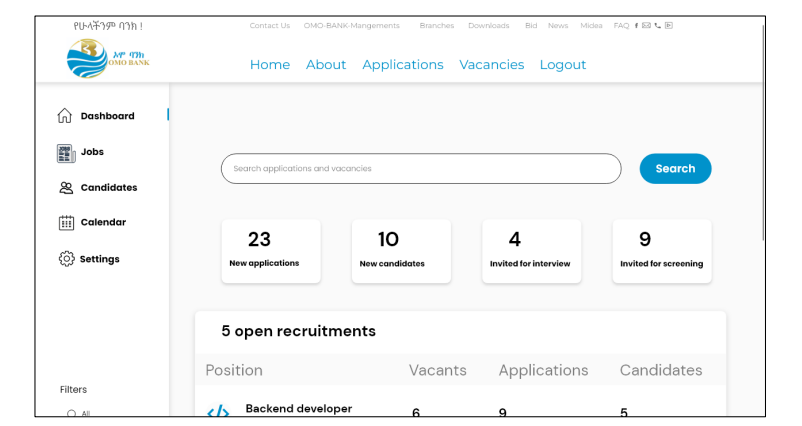 የሁላችንም ባንክ !
Contact Us OMO-BANK-Mangements Branches Downloads Bid News Midea FAQ
ኦሞ ባንክ
OMO BANK
Home About Applications Vacancies Logout
Dashboard
Jobs
Candidates
Calendar
Settings
Search applications and vacancies
Search
23 10 4 9
New applications New candidates Invited for interview Invited for screening
5 open recruitments
Position Vacants Applications Candidates
Backend developer
6 9 5
Filters
All